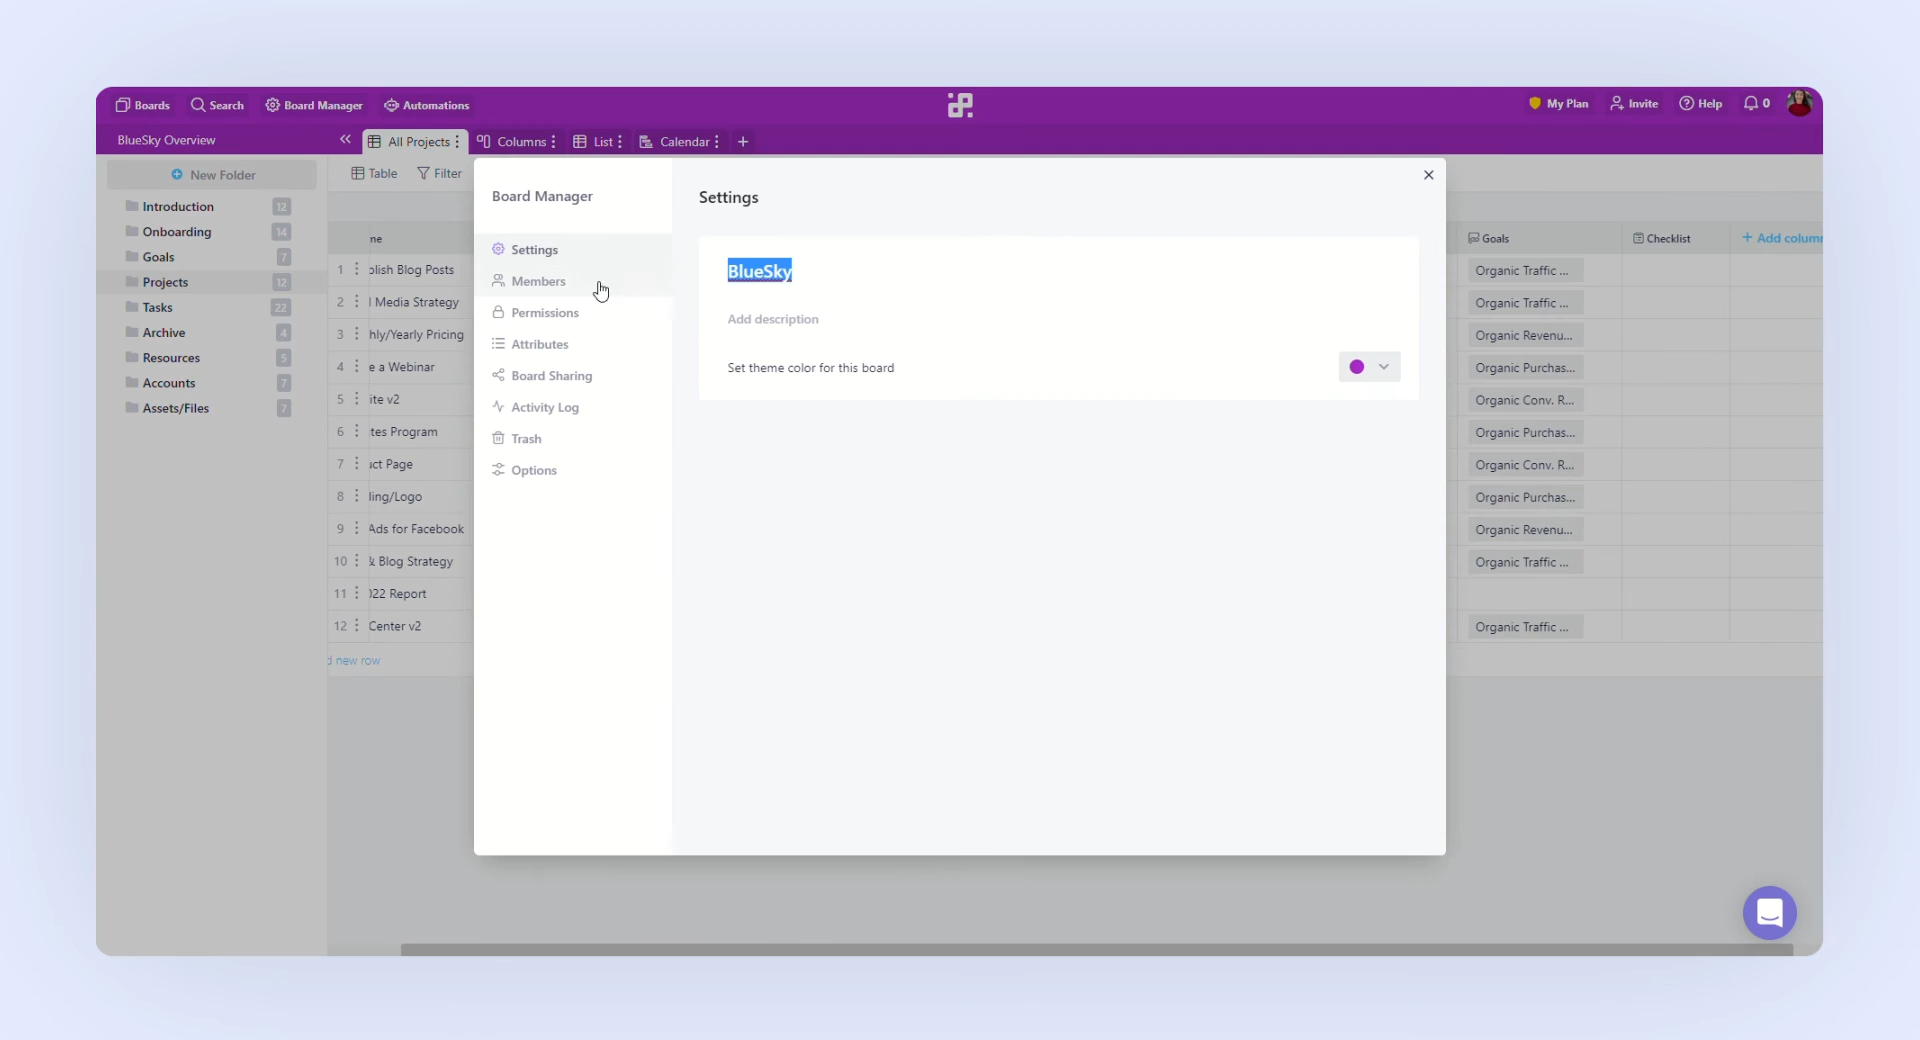 Boards Search Board Manager Automations My Plan Invite Help 0
BlueSky Overview All Projects Columns List Calendar +
New Folder
Introduction 12
Onboarding 14
Goals 7
Projects 12
Tasks 22
Archive 4
Resources 5
Accounts 7
Assets/Files 7
Table Filter
me
1 blish Blog Posts
2 l Media Strategy
3 hly/Yearly Pricing
4 e a Webinar
5 ite v2
6 tes Program
7 uct Page
8 ding/Logo
9 Ads for Facebook
10 & Blog Strategy
11 022 Report
12 Center v2
d new row
Board Manager
Settings
Members
Permissions
Attributes
Board Sharing
Activity Log
Trash
Options
Settings
BlueSky
Add description
Set theme color for this board
Goals Checklist + Add column
Organic Traffic ...
Organic Traffic ...
Organic Revenu...
Organic Purchas...
Organic Conv. R...
Organic Purchas...
Organic Conv. R...
Organic Purchas...
Organic Revenu...
Organic Traffic ...
Organic Traffic ...